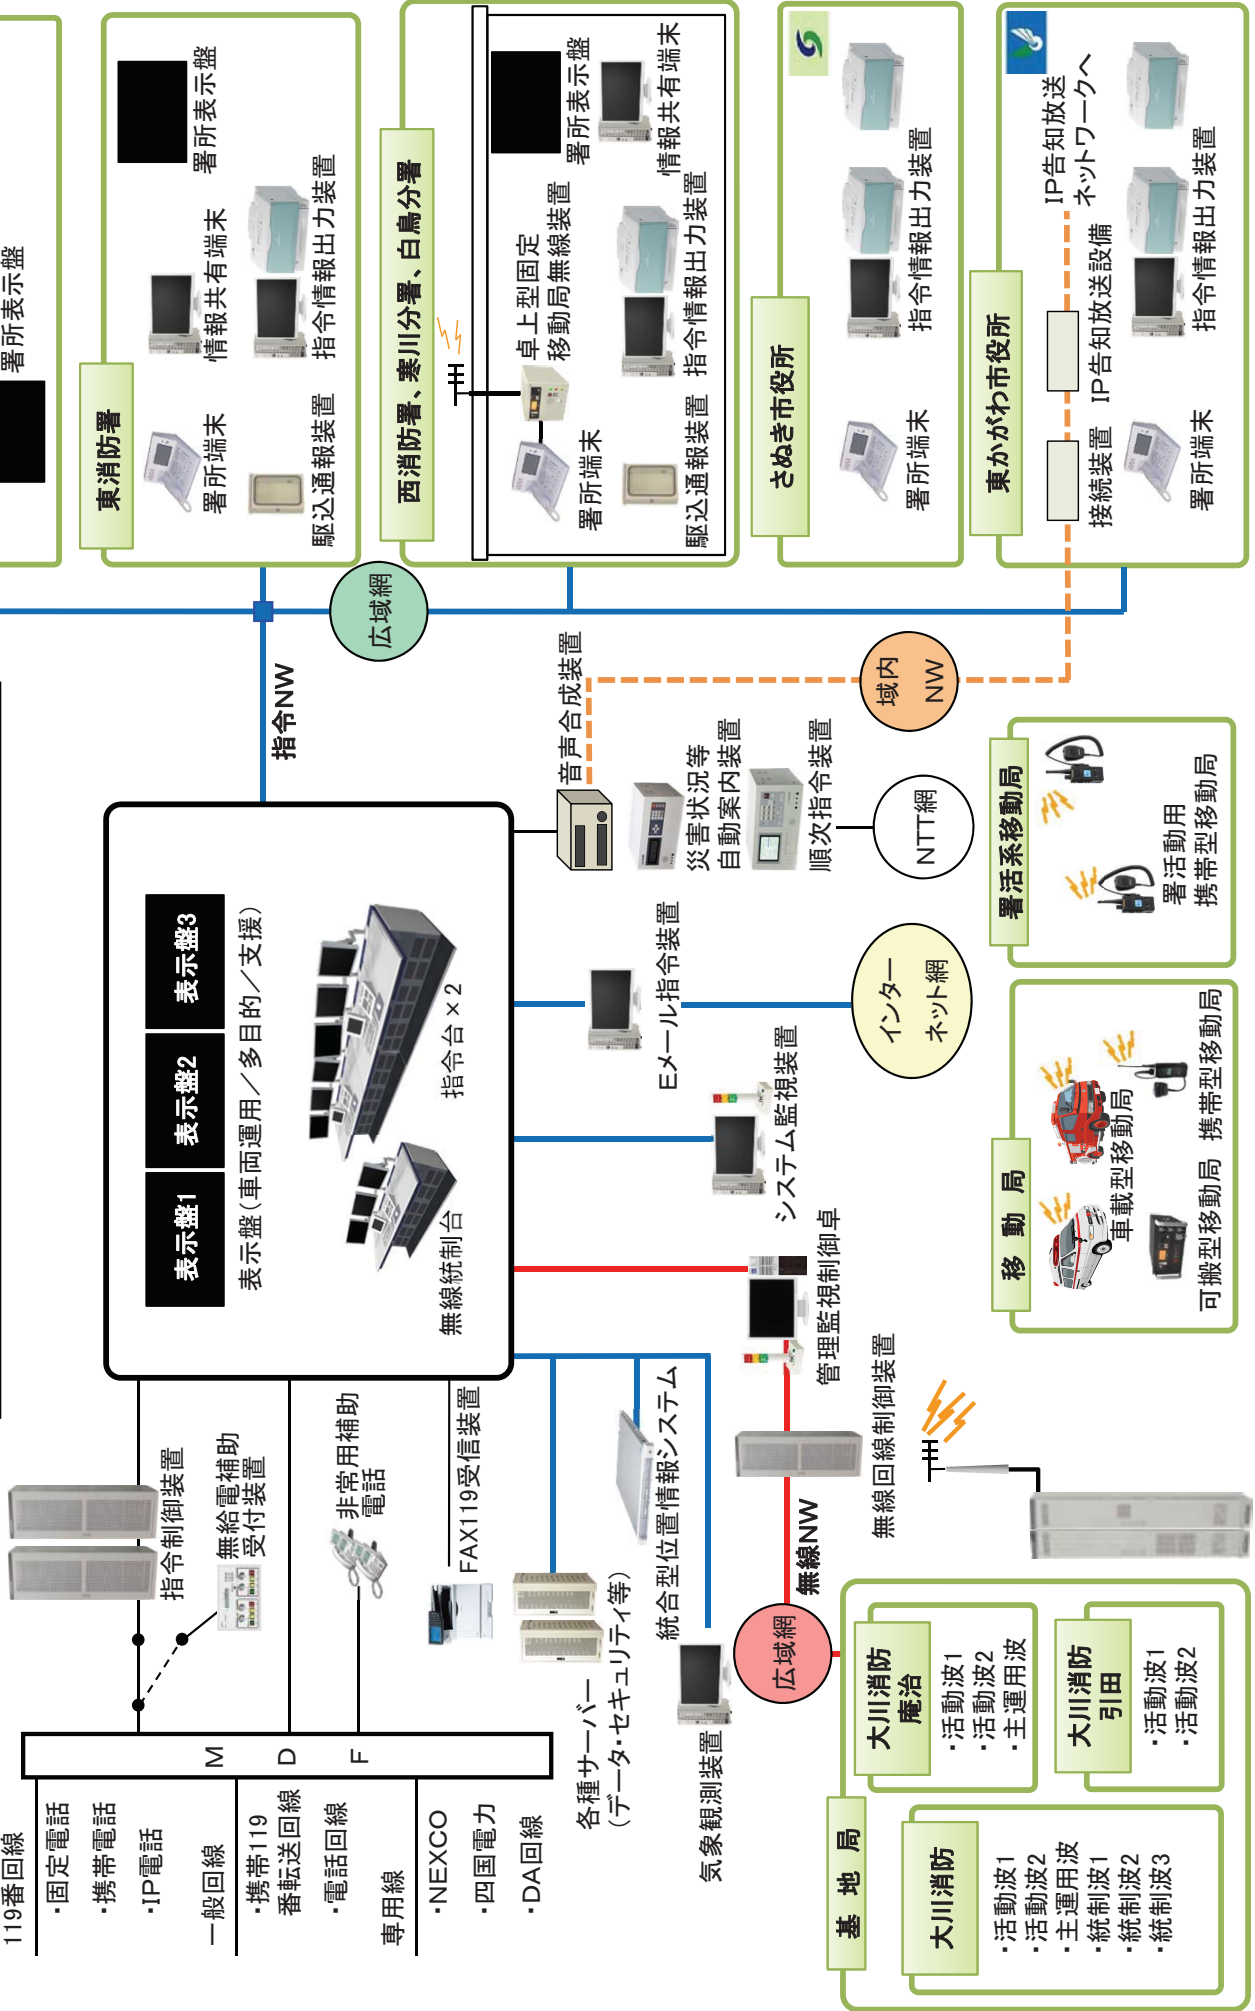 119番回線
・固定電話
・携帯電話
・IP電話
一般回線
・携帯119
番転送回線
・電話回線
専用線
・NEXCO
・四国電力
・DA回線
M
D
F
指令制御装置
無給電補助
受付装置
非常用補助
電話
FAX119受信装置
各種サーバー
(データ・セキュリティ等)
統合型位置情報システム
気象観測装置
表示盤1
表示盤2
表示盤3
表示盤(車両運用/多目的/支援)
無線統制台
指令台×2
指令NW
広域網
管理監視制御卓
システム監視装置
Eメール指令装置
インター
ネット網
音声合成装置
災害状況等
自動案内装置
順次指令装置
NTT網
域内
NW
無線回線制御装置
無線NW
広域網
基地局
大川消防
・活動波1
・活動波2
・主運用波
・統制波1
・統制波2
・統制波3
大川消防
庵治
・活動波1
・活動波2
・主運用波
大川消防
引田
・活動波1
・活動波2
移動局
車載型移動局
可搬型移動局
携帯型移動局
署活系移動局
署活動用
携帯型移動局
署所表示盤
東消防署
署所端末
情報共有端末
署所表示盤
駆込通報装置
指令情報出力装置
西消防署、寒川分署、白鳥分署
署所端末
卓上型固定
移動局無線装置
署所表示盤
情報共有端末
駆込通報装置
指令情報出力装置
さぬき市役所
署所端末
指令情報出力装置
東かがわ市役所
接続装置
IP告知放送設備
IP告知放送
ネットワークへ
署所端末
指令情報出力装置